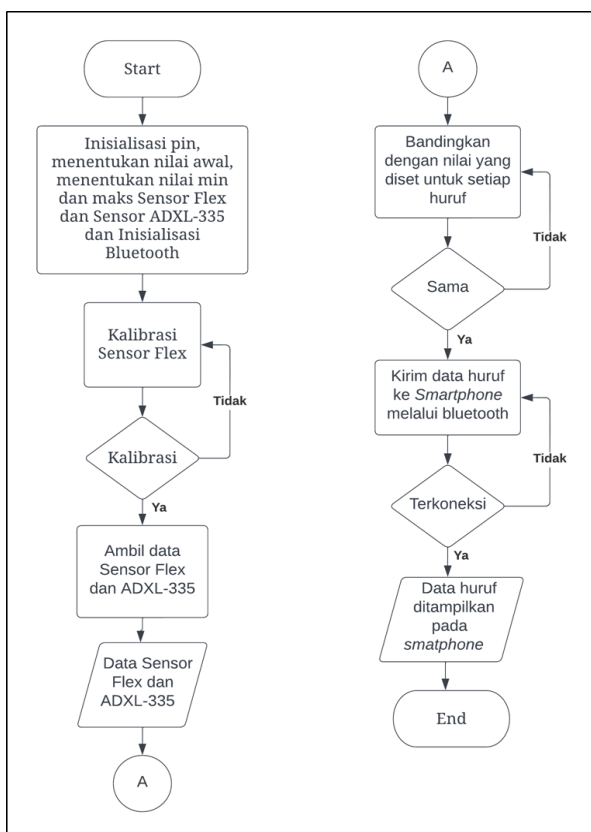 Start
Inisialisasi pin,
menentukan nilai awal,
menentukan nilai min
dan maks Sensor Flex
dan Sensor ADXL-335
dan Inisialisasi
Bluetooth
Kalibrasi
Sensor Flex
Tidak
Kalibrasi
Ya
Ambil data
Sensor Flex
dan ADXL-335
Data Sensor
Flex dan
ADXL-335
A
A
Bandingkan
dengan nilai yang
diset untuk setiap
huruf
Tidak
Sama
Ya
Kirim data huruf
ke Smartphone
melalui bluetooth
Tidak
Terkoneksi
Ya
Data huruf
ditampilkan
pada
smatphone
End